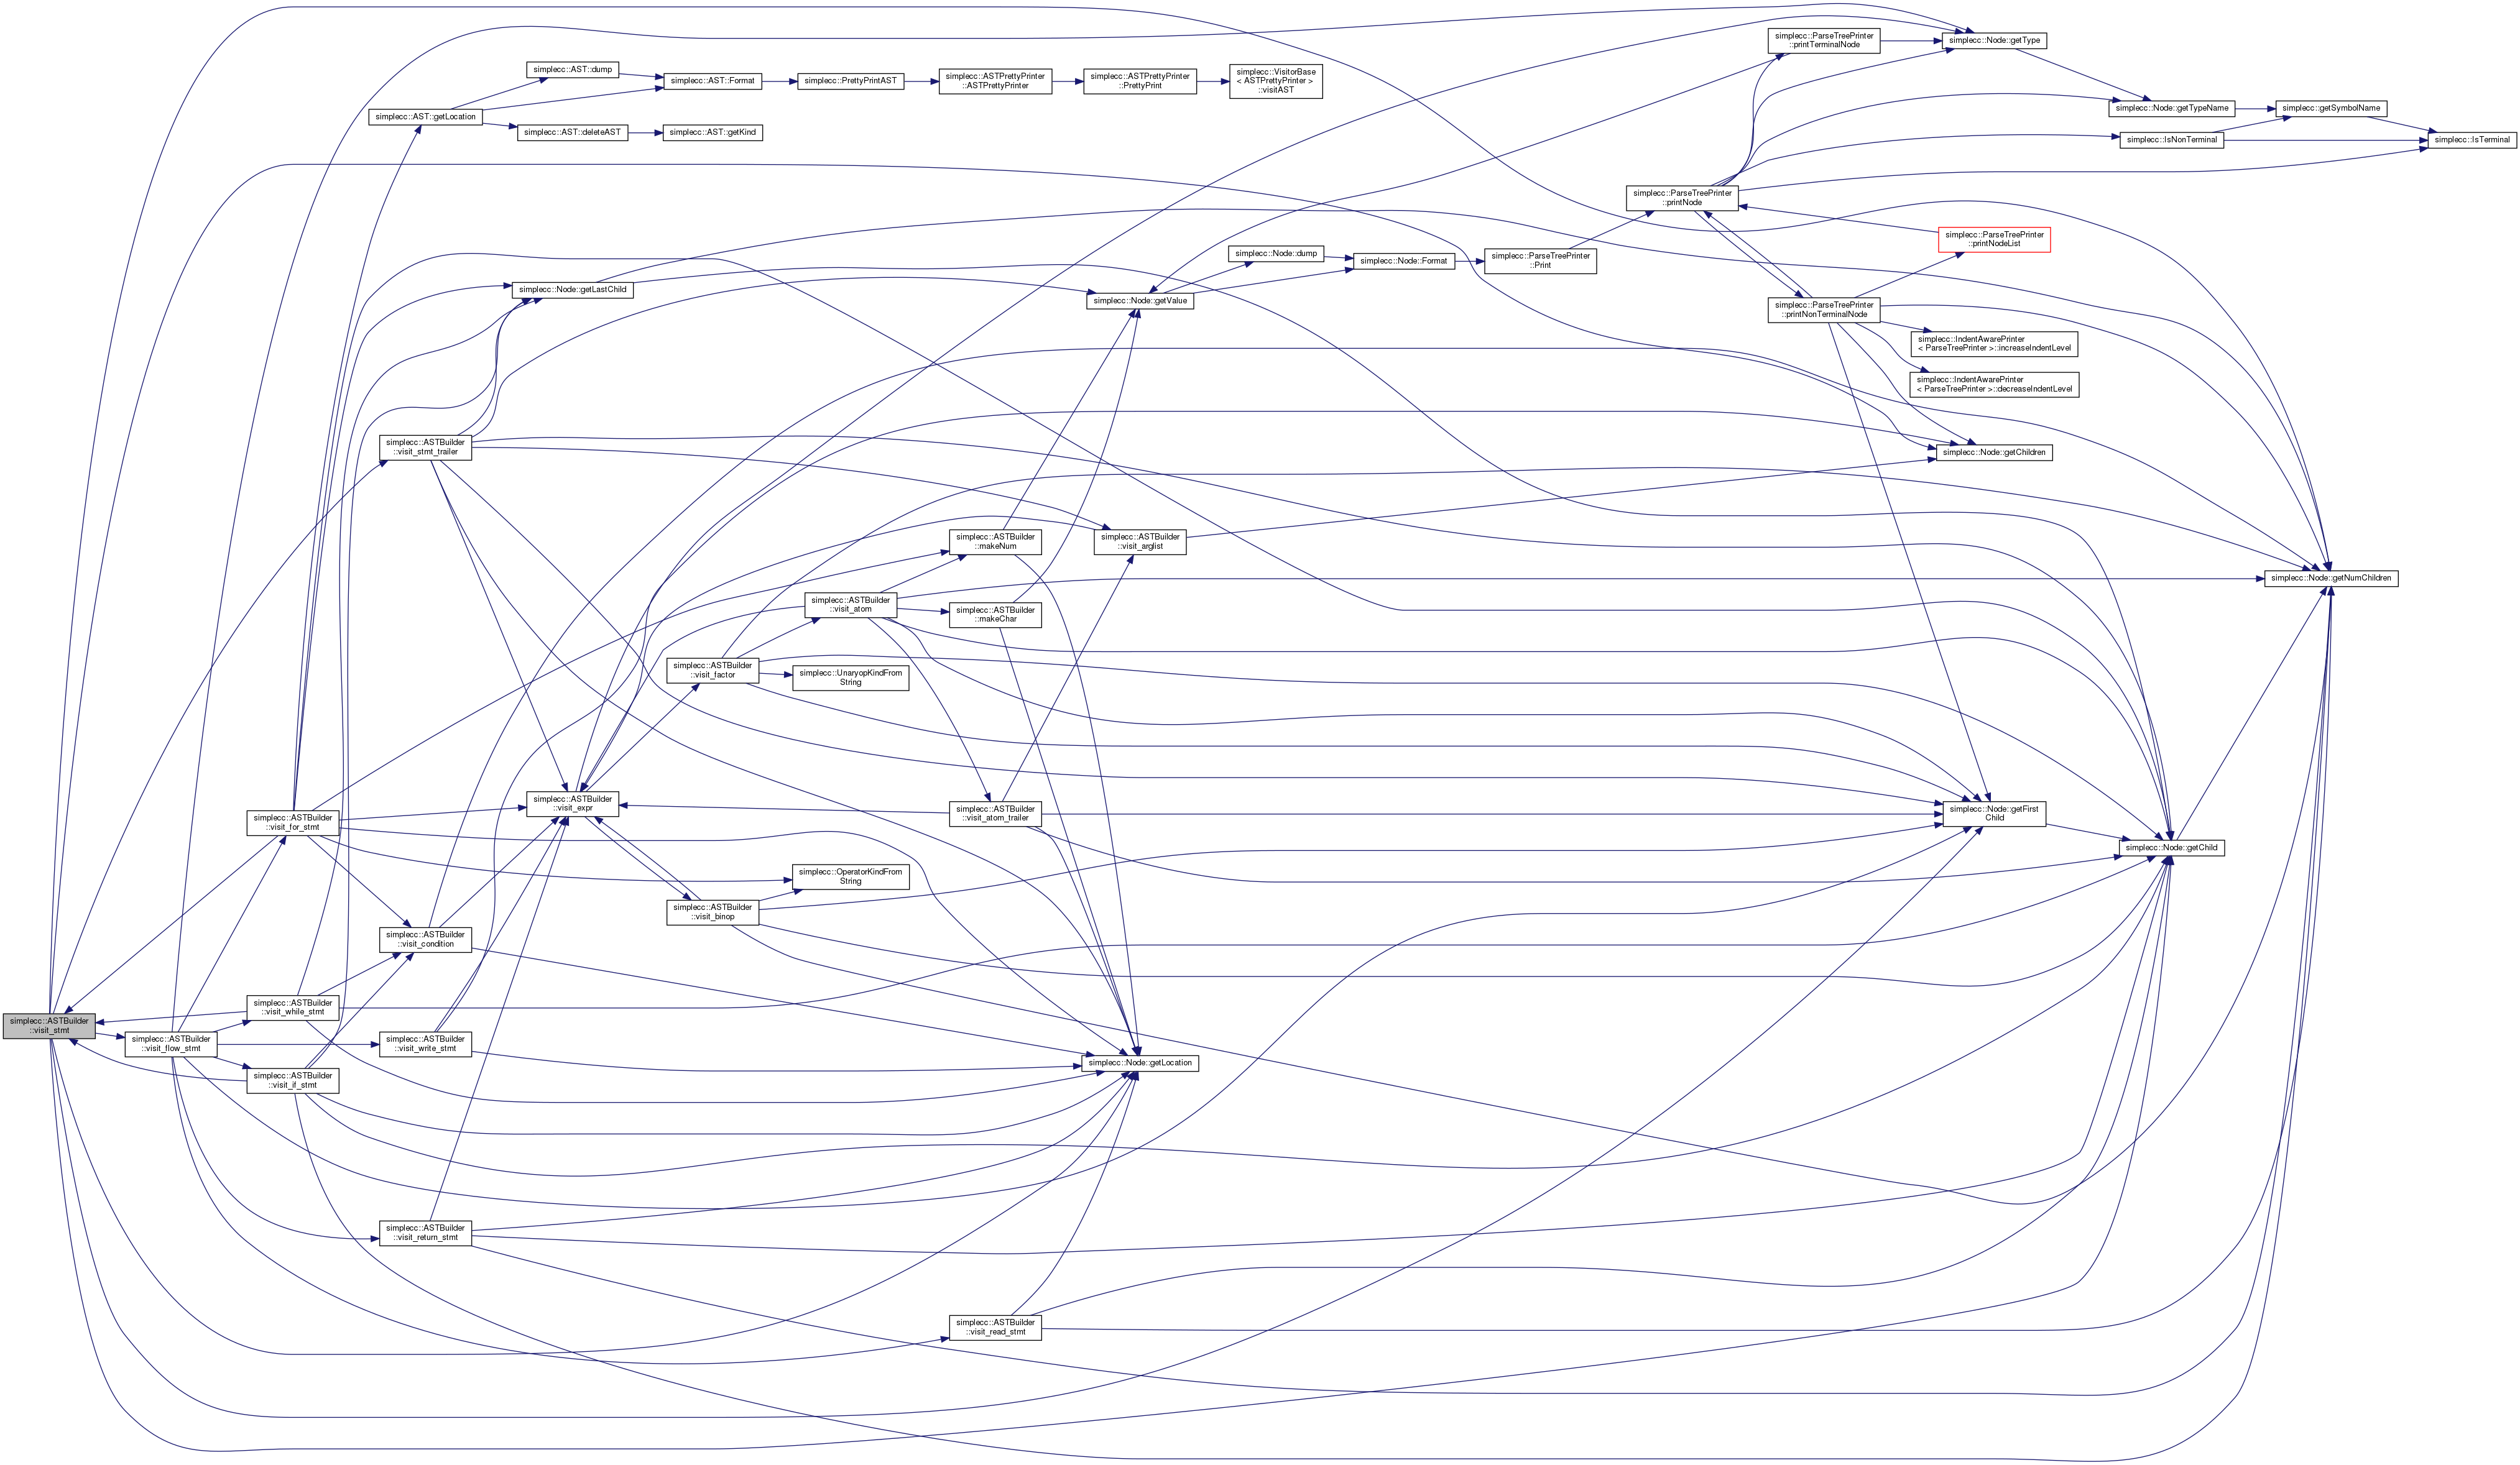 simplecc::ASTBuilder
::visit_stmt
simplecc::ASTBuilder
::visit_flow_stmt
simplecc::ASTBuilder
::visit_for_stmt
simplecc::ASTBuilder
::visit_while_stmt
simplecc::ASTBuilder
::visit_if_stmt
simplecc::AST::getLocation
simplecc::ASTBuilder
::visit_stmt_trailer
simplecc::ASTBuilder
::visit_condition
simplecc::ASTBuilder
::visit_write_stmt
simplecc::ASTBuilder
::visit_return_stmt
simplecc::AST::dump
simplecc::AST::deleteAST
simplecc::Node::getLastChild
simplecc::ASTBuilder
::visit_expr
simplecc::AST::Format
simplecc::AST::getKind
simplecc::ASTBuilder
::visit_factor
simplecc::ASTBuilder
::visit_binop
simplecc::PrettyPrintAST
simplecc::ASTBuilder
::visit_atom
simplecc::UnaryopKindFrom
String
simplecc::OperatorKindFrom
String
simplecc::ASTPrettyPrinter
::ASTPrettyPrinter
simplecc::ASTBuilder
::makeNum
simplecc::ASTBuilder
::makeChar
simplecc::ASTBuilder
::visit_atom_trailer
simplecc::ASTBuilder
::visit_read_stmt
simplecc::ASTPrettyPrinter
::PrettyPrint
simplecc::Node::getValue
simplecc::ASTBuilder
::visit_arglist
simplecc::Node::getLocation
simplecc::VisitorBase
< ASTPrettyPrinter >
::visitAST
simplecc::Node::dump
simplecc::Node::Format
simplecc::ParseTreePrinter
::Print
simplecc::ParseTreePrinter
::printNode
simplecc::ParseTreePrinter
::printTerminalNode
simplecc::ParseTreePrinter
::printNonTerminalNode
simplecc::Node::getType
simplecc::ParseTreePrinter
::printNodeList
simplecc::IndentAwarePrinter
< ParseTreePrinter >::increaseIndentLevel
simplecc::IndentAwarePrinter
< ParseTreePrinter >::decreaseIndentLevel
simplecc::Node::getChildren
simplecc::Node::getFirst
Child
simplecc::Node::getTypeName
simplecc::IsNonTerminal
simplecc::Node::getChild
simplecc::getSymbolName
simplecc::Node::getNumChildren
simplecc::IsTerminal